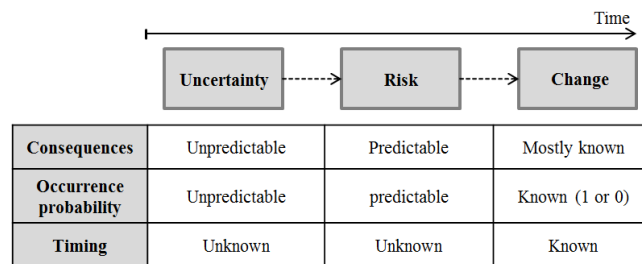 Time
Uncertainty Risk Change
Consequences Unpredictable Predictable Mostly known
Occurrence
probability Unpredictable predictable Known (1 or 0)
Timing Unknown Unknown Known